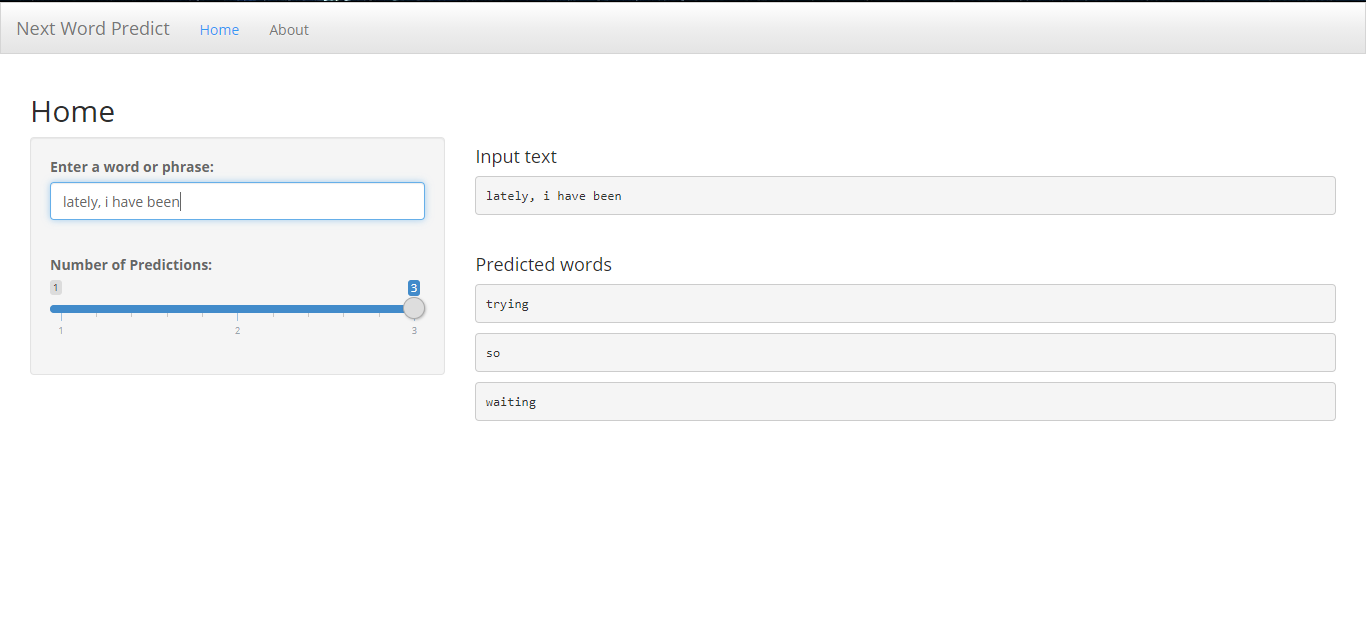 Next Word Predict Home About
Home
Enter a word or phrase:
lately, i have been
Number of Predictions:
1 3
1 2 3
Input text
lately, i have been
Predicted words
trying
so
waiting